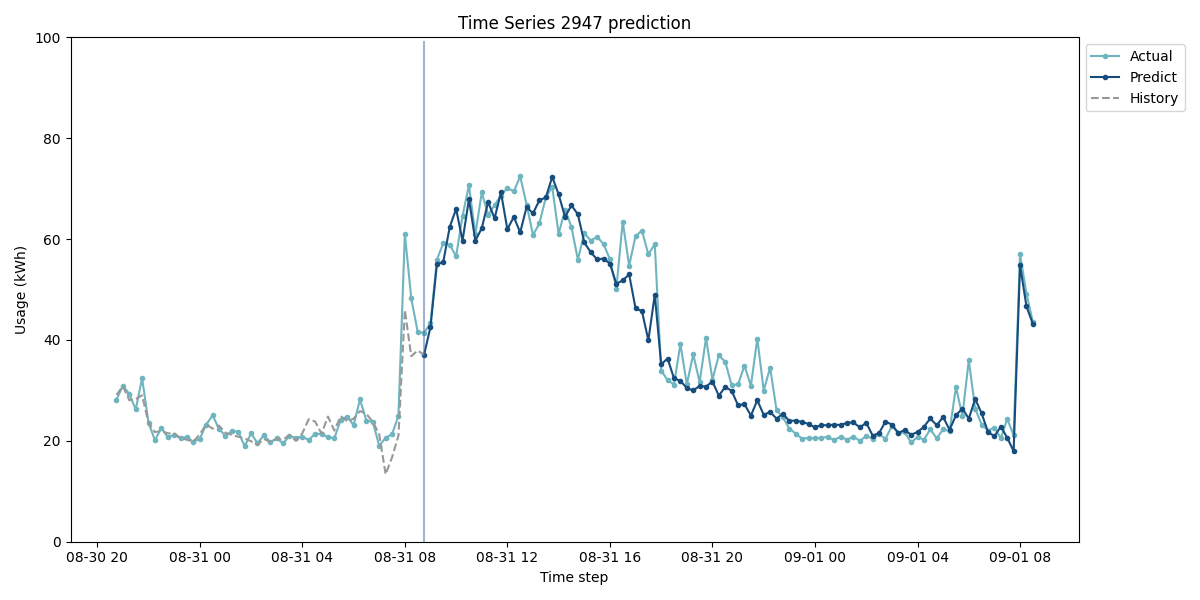 Time Series 2947 prediction
100
80
60
40
20
0
Usage (kWh)
08-30 20
08-31 00
08-31 04
08-31 08
08-31 12
08-31 16
08-31 20
09-01 00
09-01 04
09-01 08
Time step
Actual
Predict
History